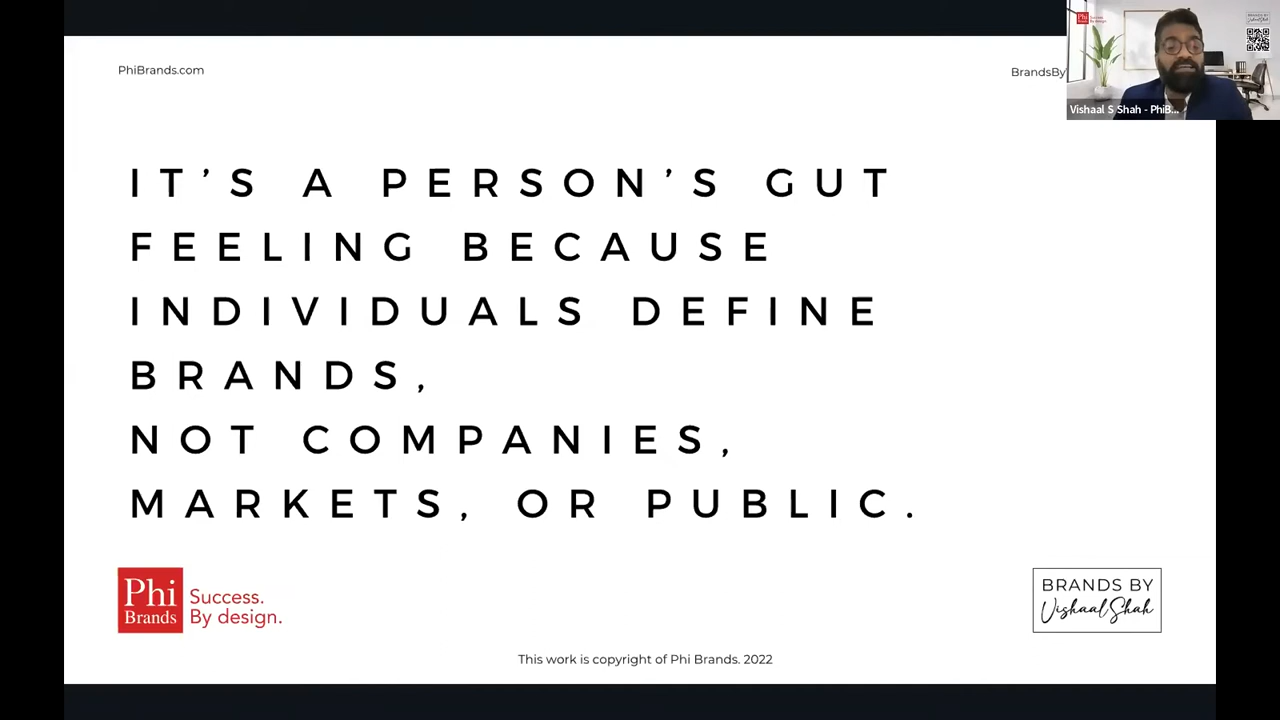 PhiBrands.com
BrandsBy
Vishaal S Shah - PhiB...
IT’S A PERSON’S GUT
FEELING BECAUSE
INDIVIDUALS DEFINE
BRANDS,
NOT COMPANIES,
MARKETS, OR PUBLIC.
Phi
Brands
Success.
By design.
BRANDS BY
Vishaal Shah
This work is copyright of Phi Brands. 2022